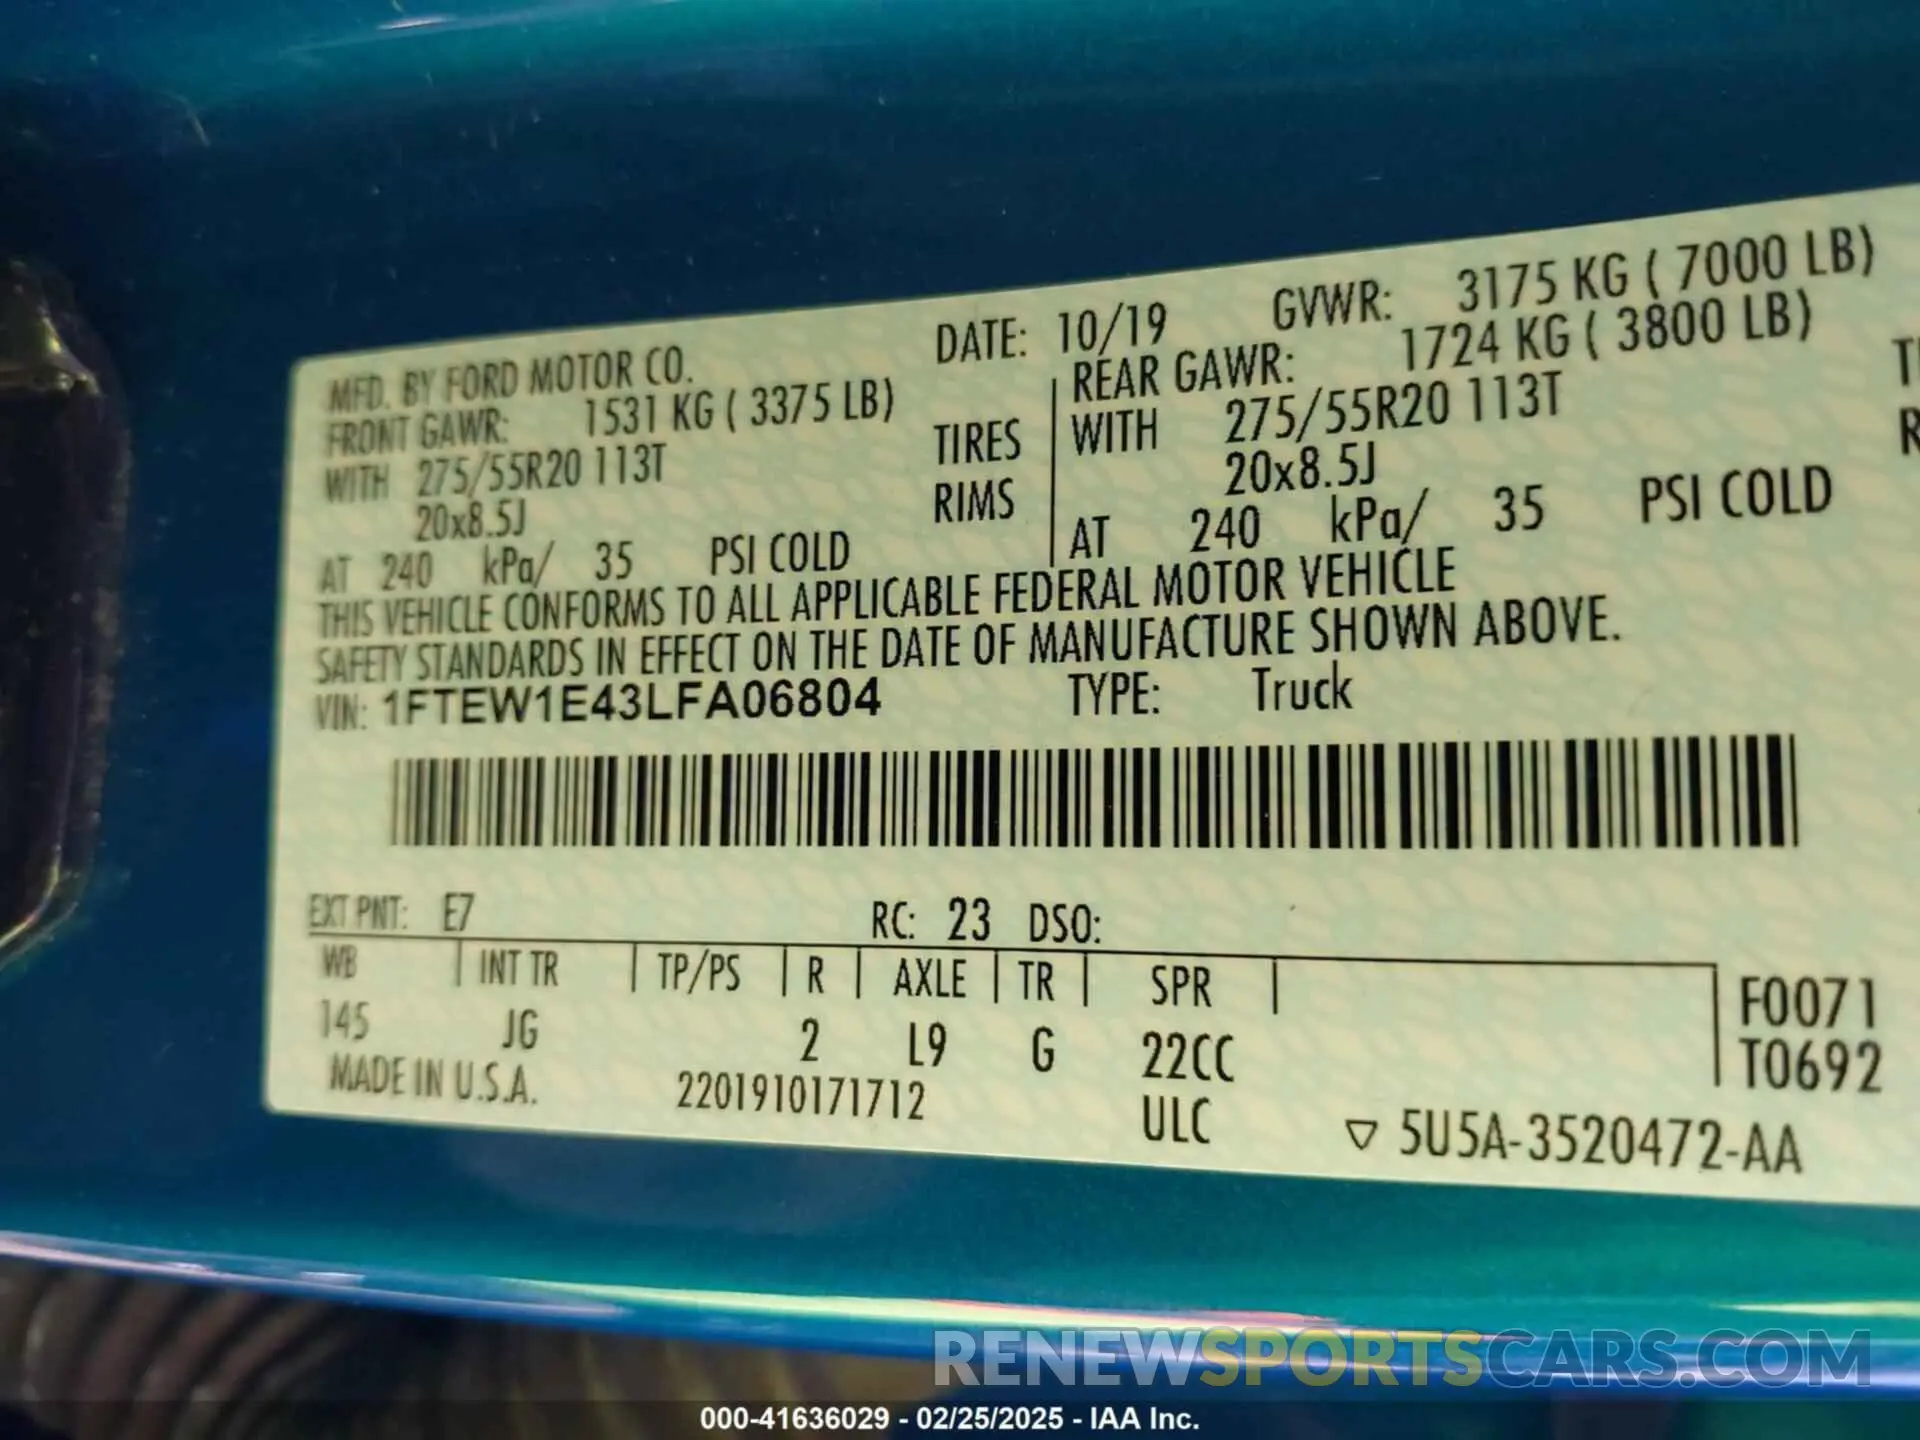 MFD. BY FORD MOTOR CO. DATE: 10/19 GVWR: 3175 KG ( 7000 LB)
FRONT GAWR: 1531 KG ( 3375 LB) REAR GAWR: 1724 KG ( 3800 LB)
WITH 275/55R20 113T TIRES WITH 275/55R20 113T
20x8.5J RIMS 20x8.5J
AT 240 kPa/ 35 PSI COLD AT 240 kPa/ 35 PSI COLD
THIS VEHICLE CONFORMS TO ALL APPLICABLE FEDERAL MOTOR VEHICLE
SAFETY STANDARDS IN EFFECT ON THE DATE OF MANUFACTURE SHOWN ABOVE.
VIN: 1FTEW1E43LFA06804 TYPE: Truck
EXT PNT: E7 RC: 23 DSO:
WB INT TR TP/PS R AXLE TR SPR F0071
145 JG 2 L9 G 22CC T0692
MADE IN U.S.A. 2201910171712 ULC ▽ 5U5A-3520472-AA
RENEWSPORTSCARS.COM
000-41636029 - 02/25/2025 - IAA Inc.